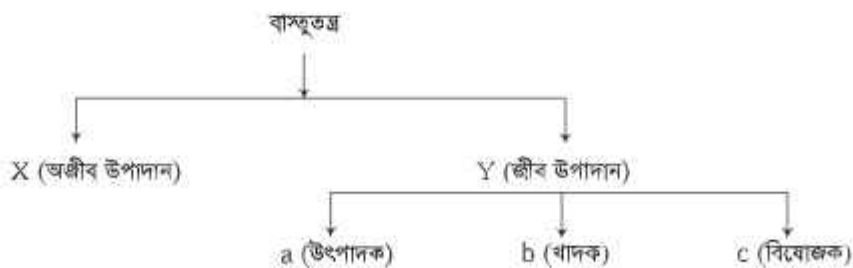 বাস্তুতন্ত্র
X (অজীব উপাদান) Y (জীব উপাদান)
a (উৎপাদক) b (খাদক) c (বিযোজক)